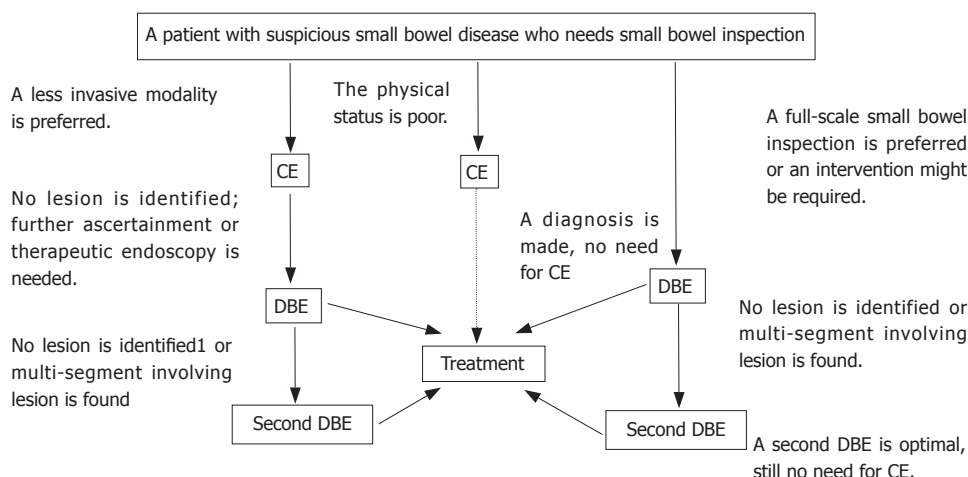 A patient with suspicious small bowel disease who needs small bowel inspection
A less invasive modality
is preferred.
The physical
status is poor.
A full-scale small bowel
inspection is preferred
or an intervention might
be required.
CE
CE
No lesion is identified;
further ascertainment or
therapeutic endoscopy is
needed.
A diagnosis is
made, no need
for CE
DBE
DBE
No lesion is identified1 or
multi-segment involving
lesion is found
Treatment
No lesion is identified or
multi-segment involving
lesion is found.
Second DBE
Second DBE
A second DBE is optimal,
still no need for CE.